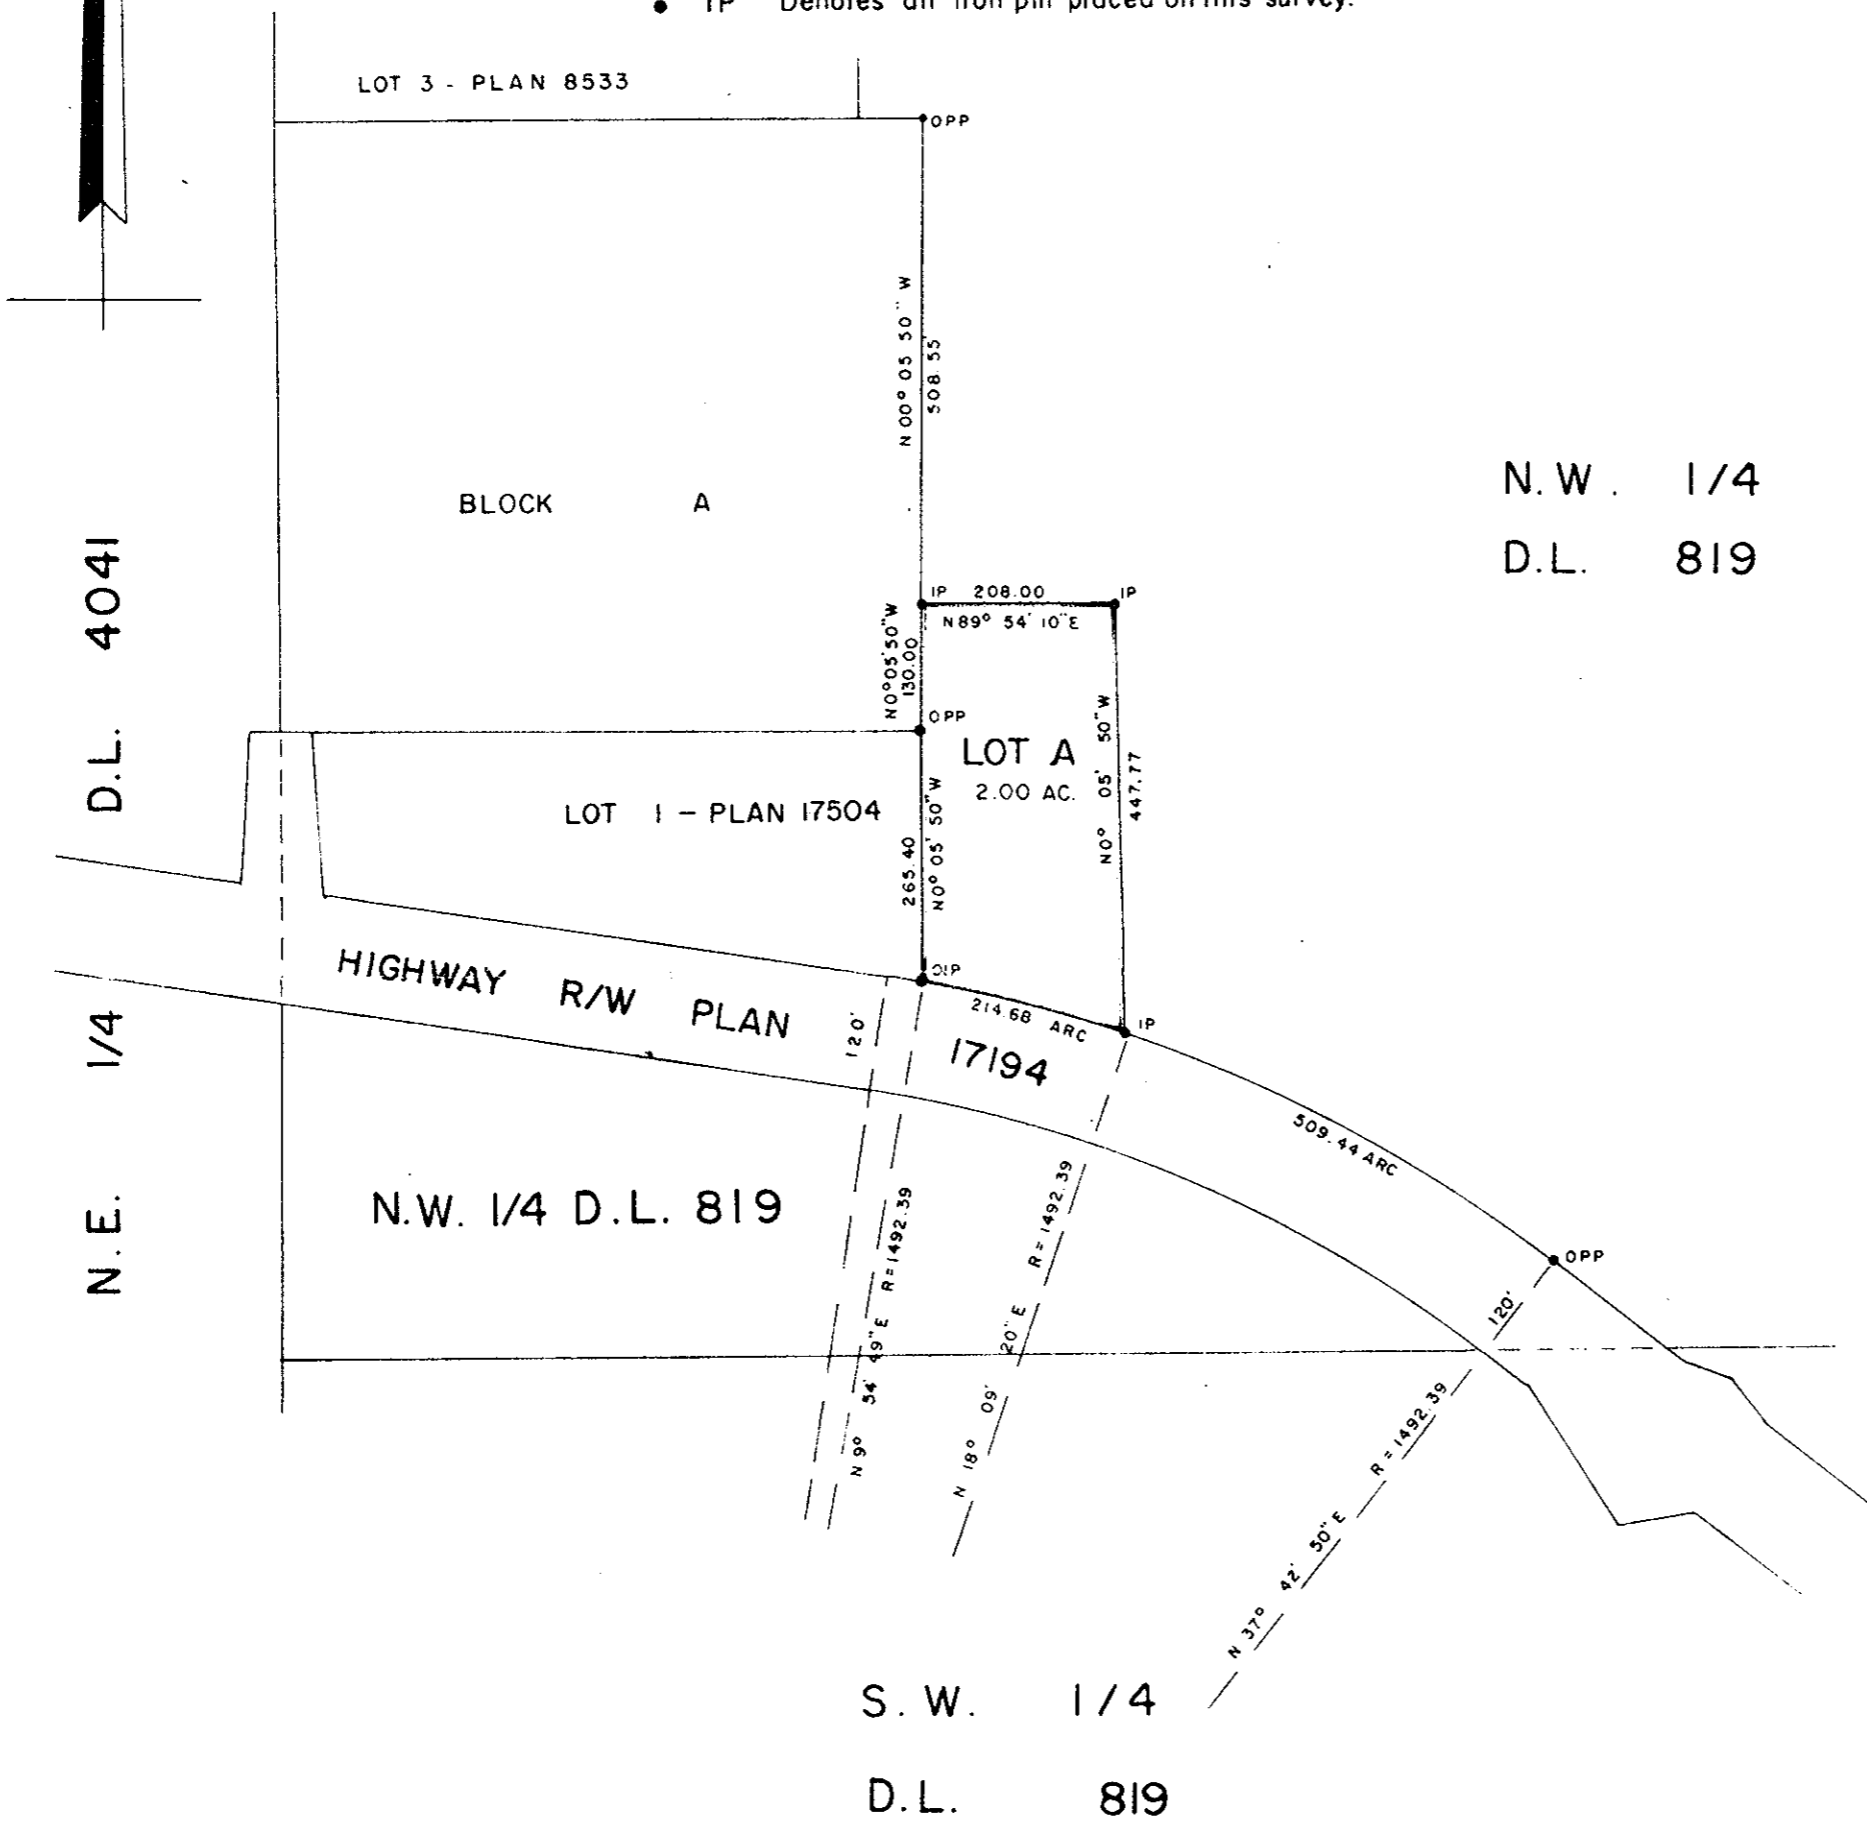 ● IP Denotes an iron pin placed on this survey.
LOT 3 - PLAN 8533
OPP
N 00° 05 50" W
508.55'
BLOCK A
N.W. 1/4
D.L. 819
N.E. 1/4 D.L. 4041
IP 208.00 IP
N89° 54' 10"E
N0°05'50"W
130.00
OPP
LOT A
2.00 AC.
N0° 05' 50"W
447.77
LOT 1 - PLAN 17504
265.40
N0° 05' 50"W
OIP
HIGHWAY R/W PLAN
17194
120'
214.68 ARC
IP
509.44 ARC
OPP
120'
N.W. 1/4 D.L. 819
N 9° 54' 49" E R=1492.39
N 18° 09' 20" E R=1492.39
N 37° 42' 50" E R=1492.39
S.W. 1/4
D.L. 819